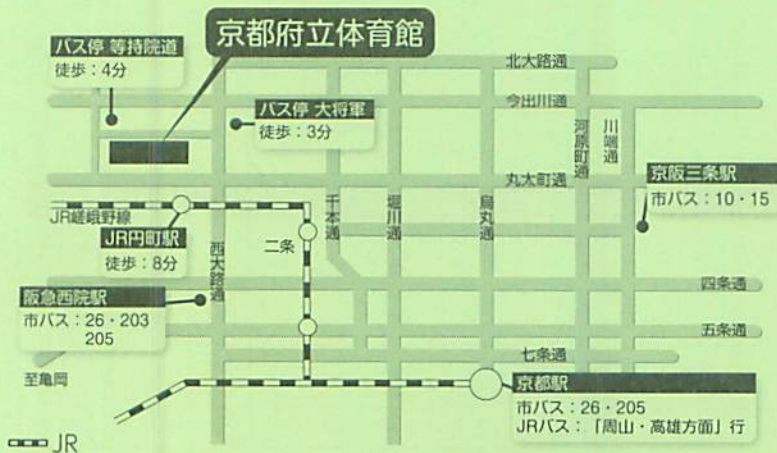 京都府立体育館
バス停 等持院道
徒歩：4分
北大路通
今出川通
バス停 大将軍
徒歩：3分
河原町通
川端通
丸太町通
京阪三条駅
市バス：10・15
JR嵯峨野線
千本通
堀川通
烏丸通
JR円町駅
徒歩：8分
西大路通
二条
四条通
阪急西院駅
市バス：26・203
205
五条通
七条通
至亀岡
京都駅
市バス：26・205
JRバス：「周山・高雄方面」行
JR